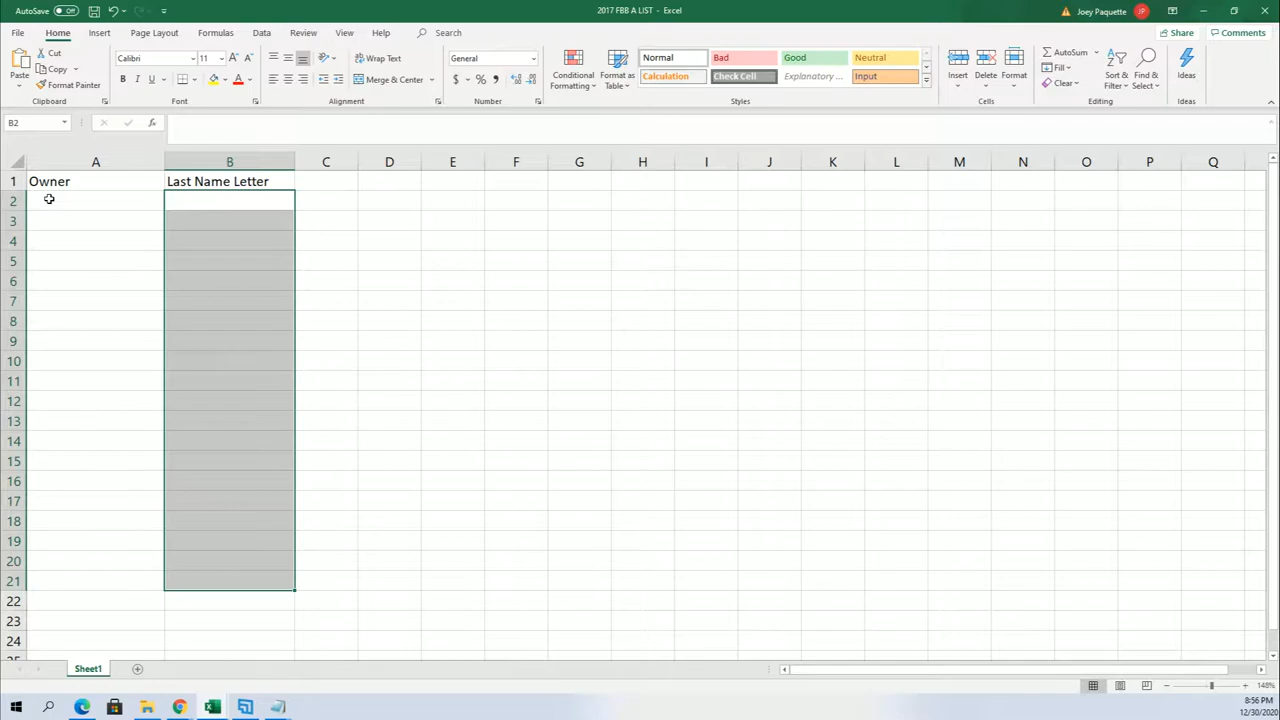 AutoSave Off 2017 FBB A LIST - Excel Joey Paquette JP
File Home Insert Page Layout Formulas Data Review View Help Search Share Comments
Paste Cut Copy Format Painter Clipboard
Calibri 11 A A B I U A Font
Wrap Text Merge & Center Alignment
General $ % Number
Conditional Formatting Format as Table Normal Bad Good Neutral
Calculation Check Cell Explanatory ... Input Styles
Insert Delete Format Cells
AutoSum Fill Clear Sort & Filter Find & Select Editing
Ideas Ideas
B2 fx
A B C D E F G H I J K L M N O P Q
1 Owner Last Name Letter
2
3
4
5
6
7
8
9
10
11
12
13
14
15
16
17
18
19
20
21
22
23
24
Sheet1
148%
8:56 PM
12/30/2020